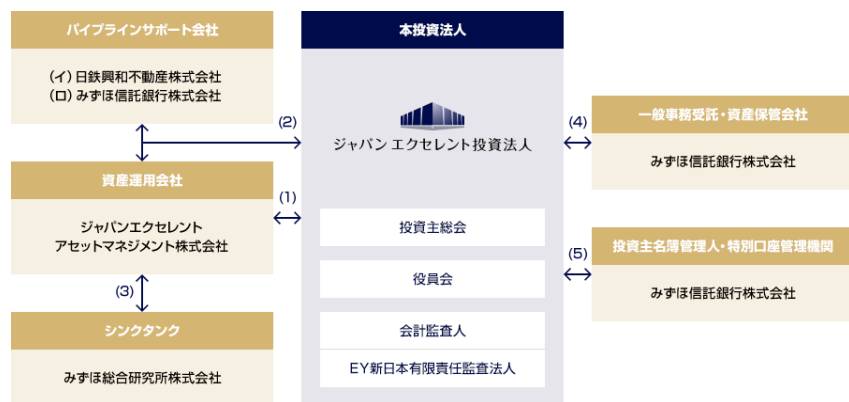 パイプラインサポート会社
(イ)日鉄興和不動産株式会社
(ロ)みずほ信託銀行株式会社
(2)
資産運用会社
ジャパンエクセレント
アセットマネジメント株式会社
(1)
(3)
シンクタンク
みずほ総合研究所株式会社
本投資法人
ジャパン エクセレント投資法人
投資主総会
役員会
会計監査人
EY新日本有限責任監査法人
(4)
一般事務受託・資産保管会社
みずほ信託銀行株式会社
(5)
投資主名簿管理人・特別口座管理機関
みずほ信託銀行株式会社